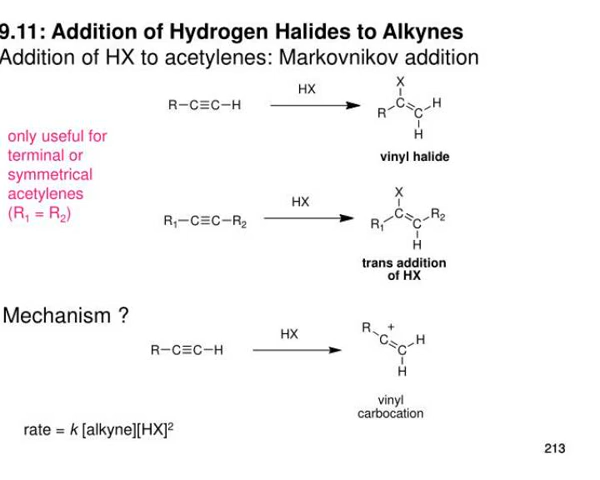 9.11: Addition of Hydrogen Halides to Alkynes
Addition of HX to acetylenes: Markovnikov addition
R–C≡C–H
HX
X
R
C
C
H
H
vinyl halide
only useful for
terminal or
symmetrical
acetylenes
(R₁ = R₂)
R₁–C≡C–R₂
HX
X
R₁
C
C
R₂
H
trans addition
of HX
Mechanism ?
R–C≡C–H
HX
R
+
C
C
H
H
vinyl
carbocation
rate = k [alkyne][HX]²
213